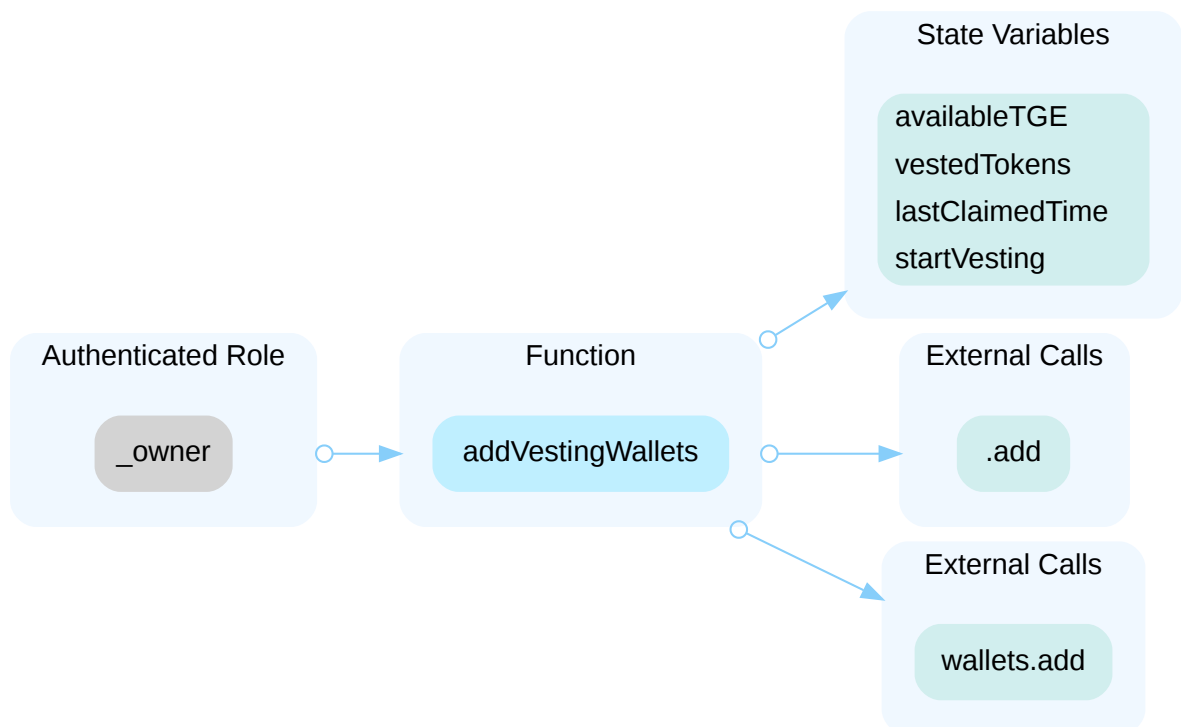 State Variables
availableTGE
vestedTokens
lastClaimedTime
startVesting
Authenticated Role
_owner
Function
addVestingWallets
External Calls
.add
External Calls
wallets.add